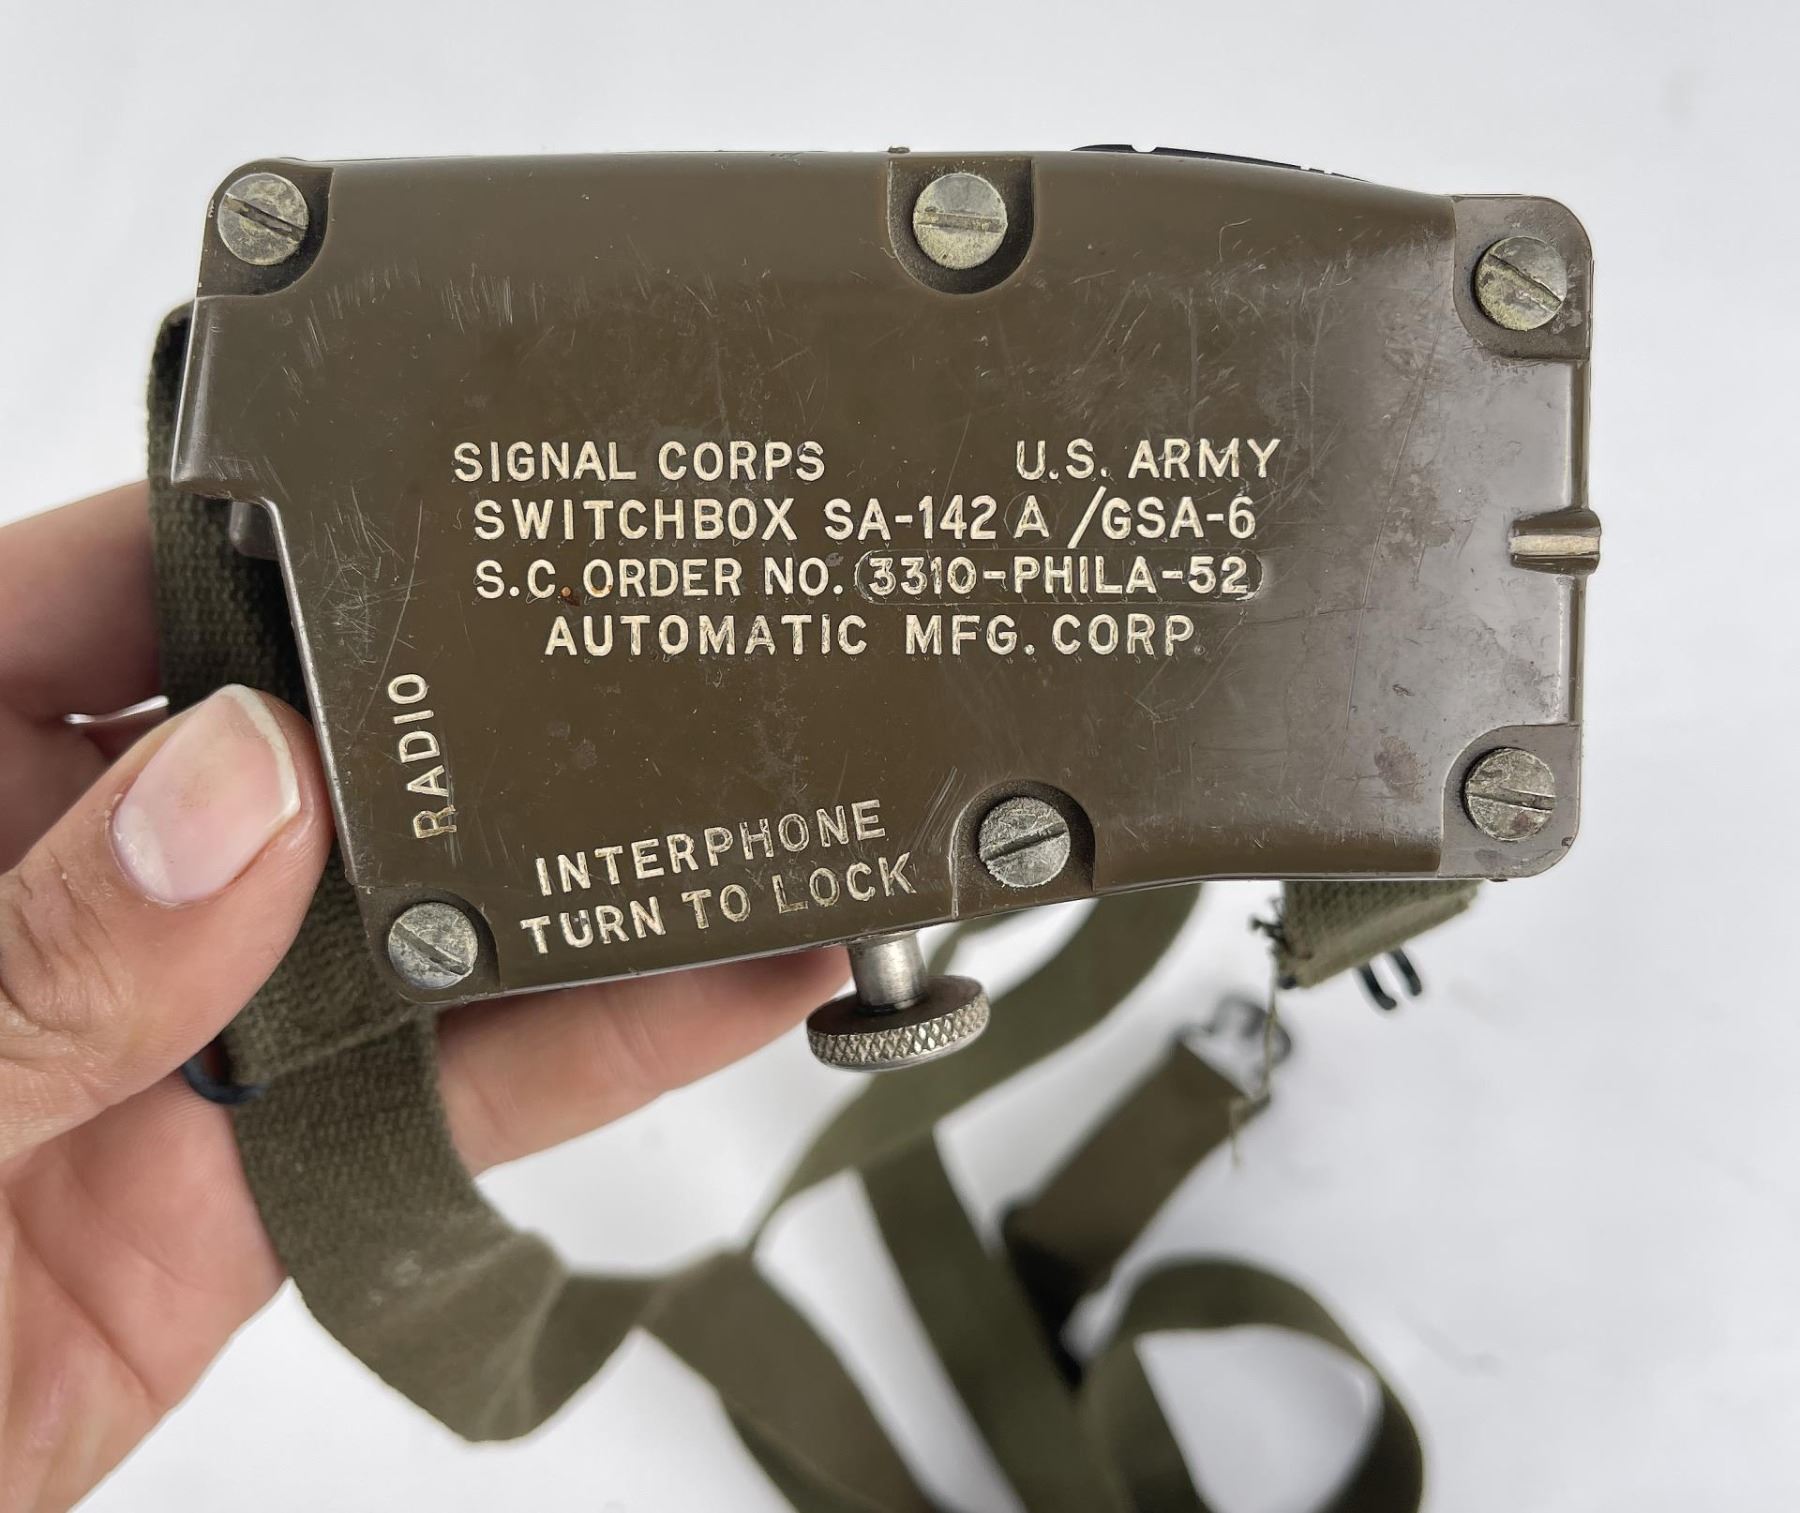 SIGNAL CORPS U.S. ARMY
SWITCHBOX SA-142 A /GSA-6
S.C. ORDER NO. 3310-PHILA-52
AUTOMATIC MFG. CORP.
RADIO
INTERPHONE
TURN TO LOCK